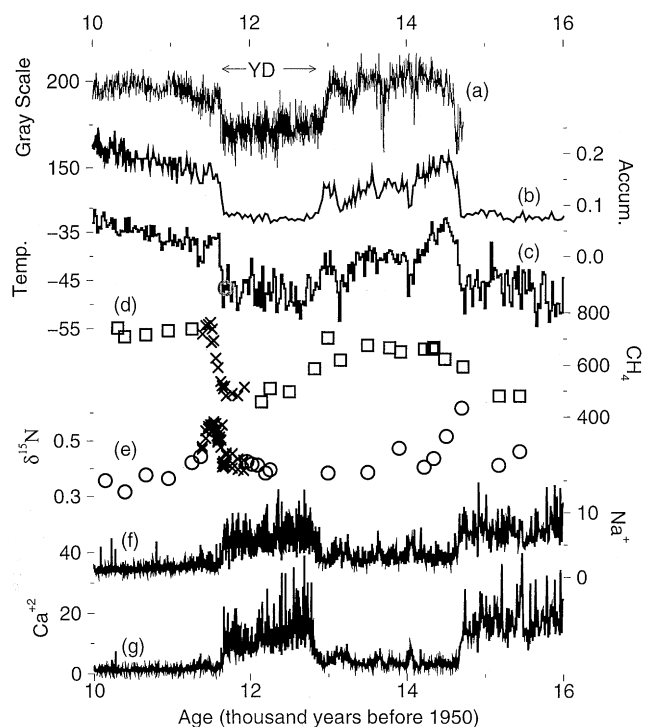 10 12 14 16
YD
200
Gray Scale
(a)
150
0.2
Accum.
0.1
(b)
0.0
-35
Temp.
-45
(c)
-55
(d)
800
CH4
600
400
δ15N
0.5
(e)
0.3
10
Na+
(f)
0
40
Ca+2
20
(g)
0
10 12 14 16
Age (thousand years before 1950)